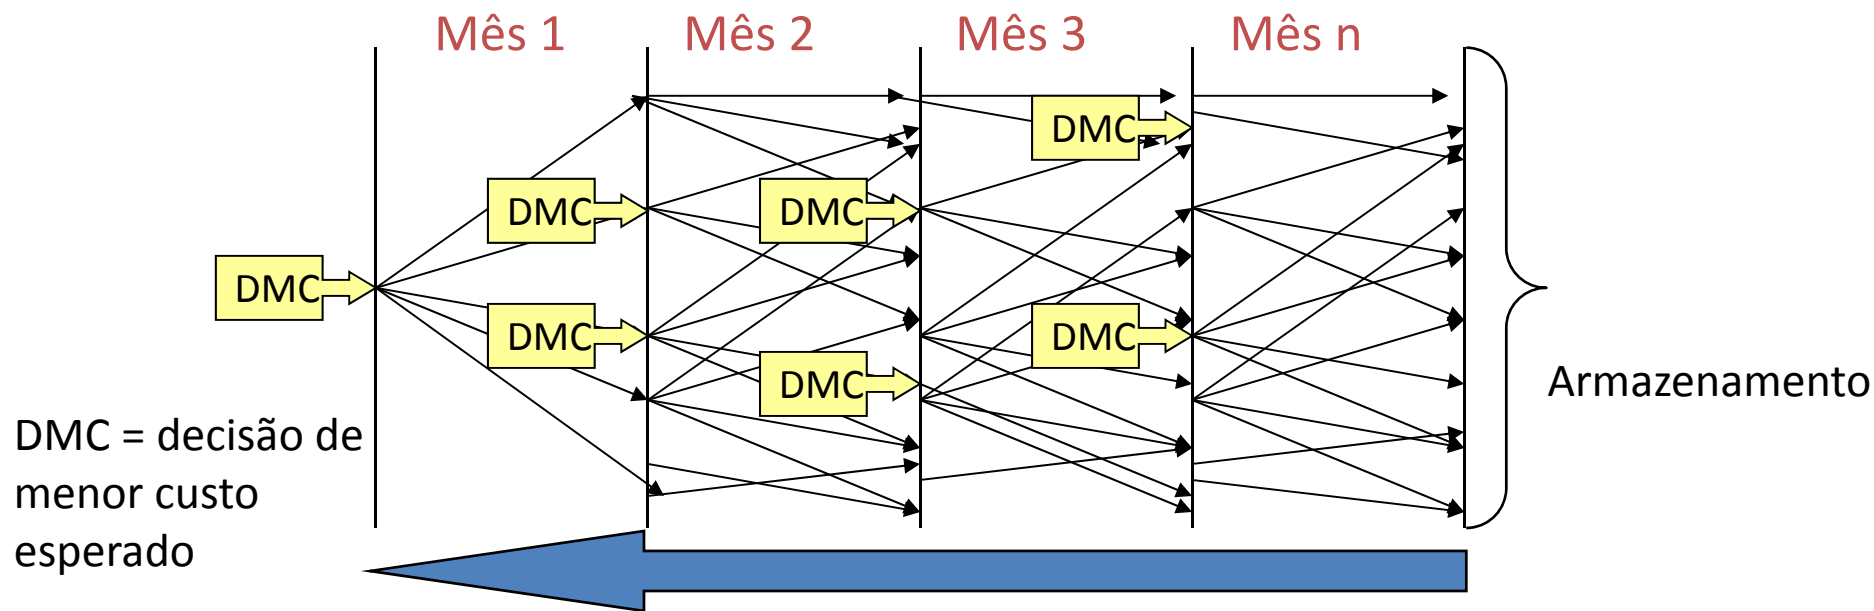 Mês 1
Mês 2
Mês 3
Mês n
DMC
DMC
DMC
DMC
DMC
DMC
DMC
Armazenamento
DMC = decisão de
menor custo
esperado